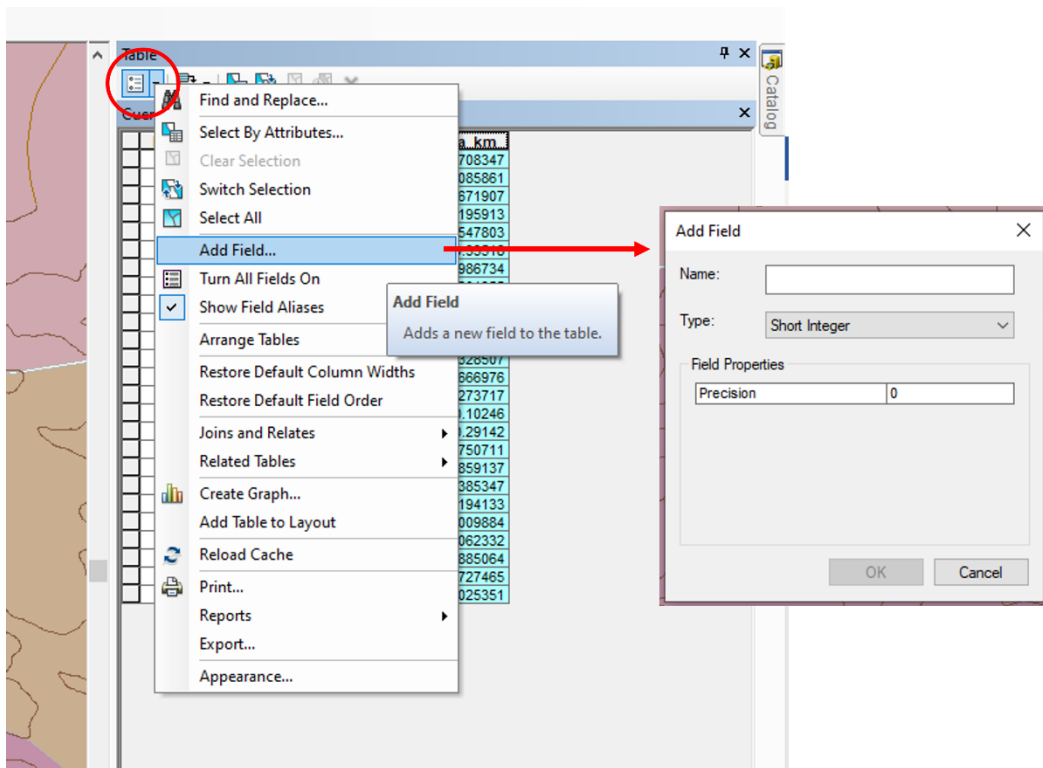 Table
Catalog
Find and Replace...
Select By Attributes...
Clear Selection
Switch Selection
Select All
Add Field...
Turn All Fields On
Show Field Aliases
Arrange Tables
Restore Default Column Widths
Restore Default Field Order
Joins and Relates
Related Tables
Create Graph...
Add Table to Layout
Reload Cache
Print...
Reports
Export...
Appearance...
a_km_
708347
085861
671907
195913
547803
986734
328507
666976
273717
.10246
.29142
750711
859137
385347
194133
009884
062332
885064
727465
025351
Add Field
Adds a new field to the table.
Add Field
Name:
Type: Short Integer
Field Properties
Precision 0
OK Cancel